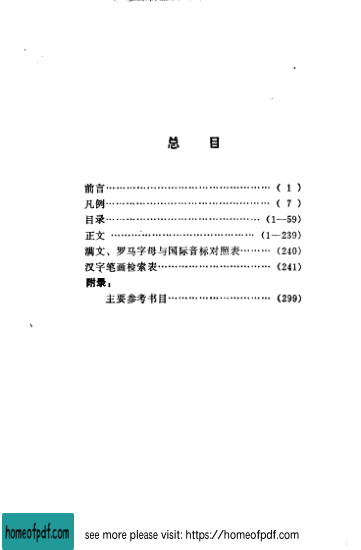 总 目
前言……………………………………………( 1 )
凡例……………………………………………( 7 )
目录…………………………………………(1—59)
正文………………………………………(1—239)
满文、罗马字母与国际音标对照表………(240)
汉字笔画检索表………………………………(241)
附录:
主要参考书目……………………………(299)
homeofpdf.com
see more please visit: https://homeofpdf.com